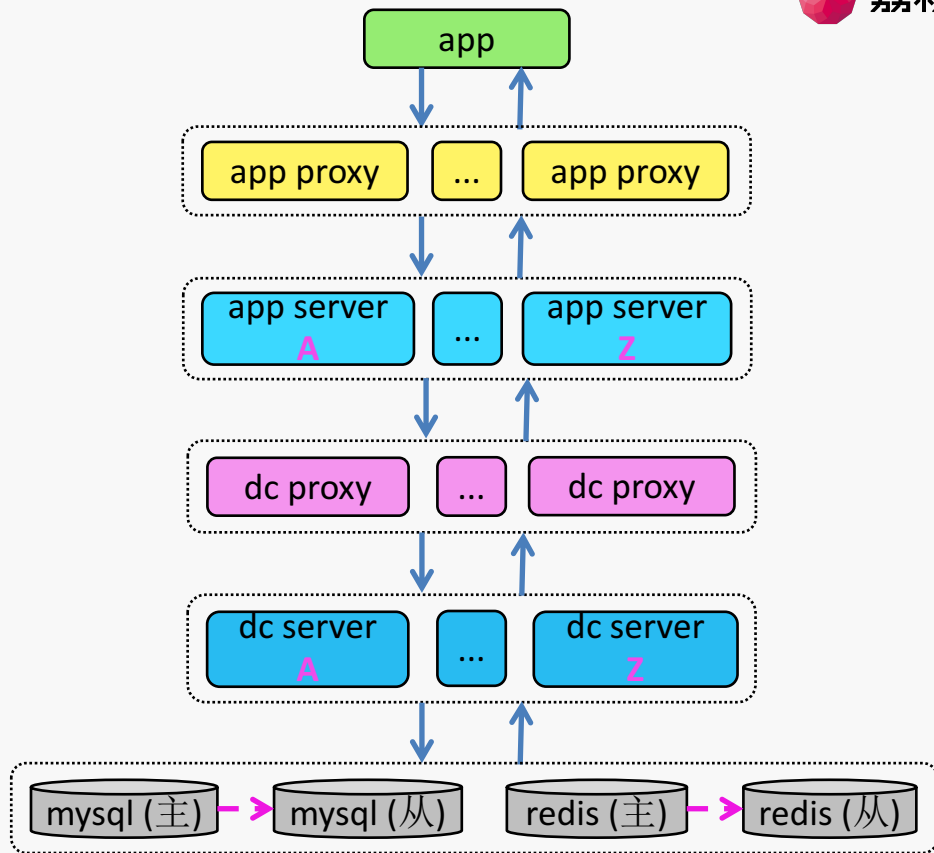 app
app proxy ... app proxy
app server ... app server
A Z
dc proxy ... dc proxy
dc server ... dc server
A Z
mysql (主) mysql (从) redis (主) redis (从)